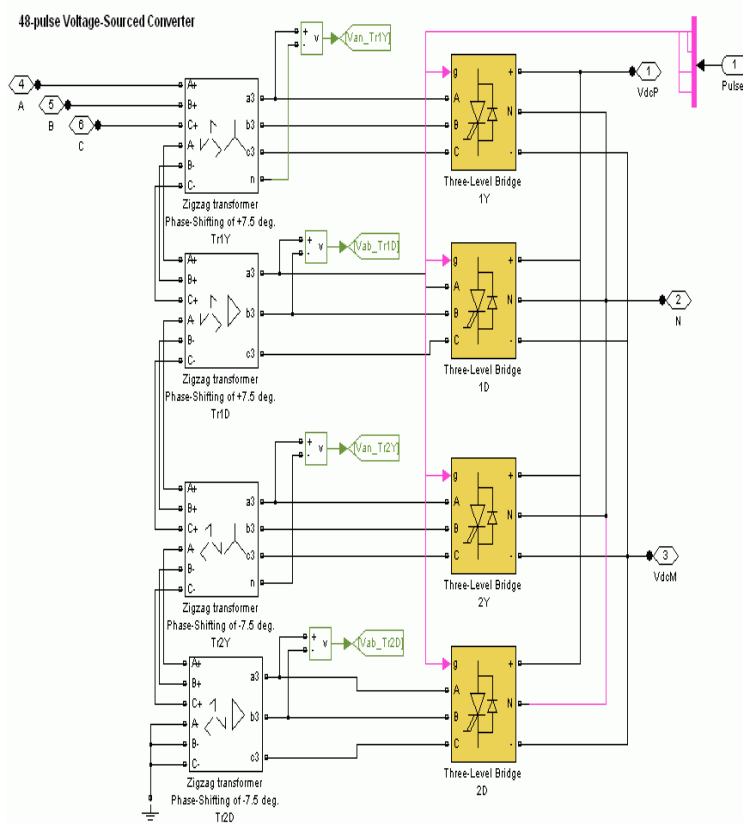 48-pulse Voltage-Sourced Converter
4
A
5
B
6
C
A+
B+
C+
A-
B-
C-
a3
b3
c3
n
+
-
v
[Van_Tr1Y]
Zigzag transformer
Phase-Shifting of +7.5 deg.
Tr1Y
g
A
B
C
+
N
-
Three-Level Bridge
1Y
1
VdcP
1
Pulse
A+
B+
C+
A-
B-
C-
a3
b3
c3
+
-
v
[Vab_Tr1D]
Zigzag transformer
Phase-Shifting of +7.5 deg.
Tr1D
g
A
B
C
+
N
-
Three-Level Bridge
1D
2
N
A+
B+
C+
A-
B-
C-
a3
b3
c3
n
+
-
v
[Van_Tr2Y]
Zigzag transformer
Phase-Shifting of -7.5 deg.
Tr2Y
g
A
B
C
+
N
-
Three-Level Bridge
2Y
3
VdcM
A+
B+
C+
A-
B-
C-
a3
b3
c3
+
-
v
[Vab_Tr2D]
Zigzag transformer
Phase-Shifting of -7.5 deg.
Tr2D
g
A
B
C
+
N
-
Three-Level Bridge
2D